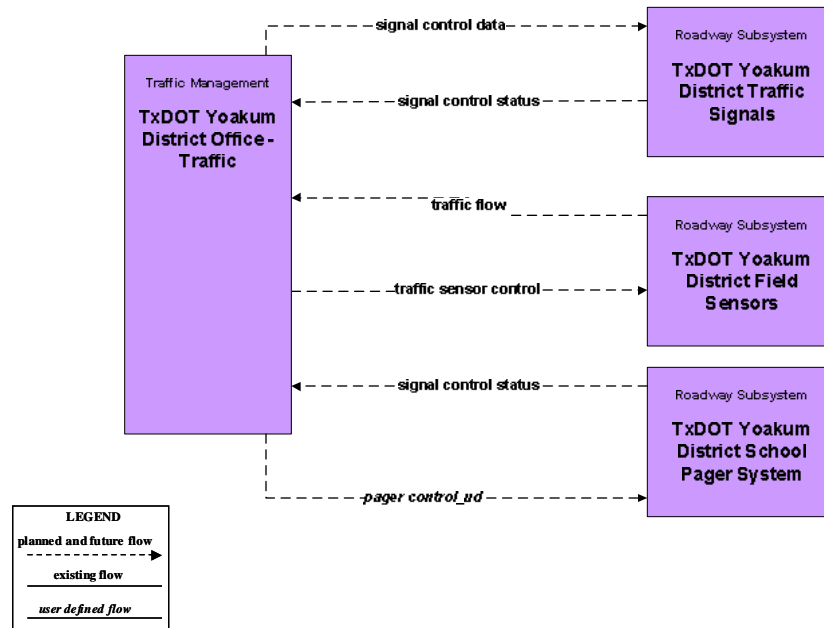 signal control data
Roadway Subsystem
TxDOT Yoakum
District Traffic
Signals
Traffic Management
TxDOT Yoakum
District Office -
Traffic
signal control status
traffic flow
Roadway Subsystem
TxDOT Yoakum
District Field
Sensors
traffic sensor control
signal control status
Roadway Subsystem
TxDOT Yoakum
District School
Pager System
pager control_ud
LEGEND
planned and future flow
existing flow
user defined flow